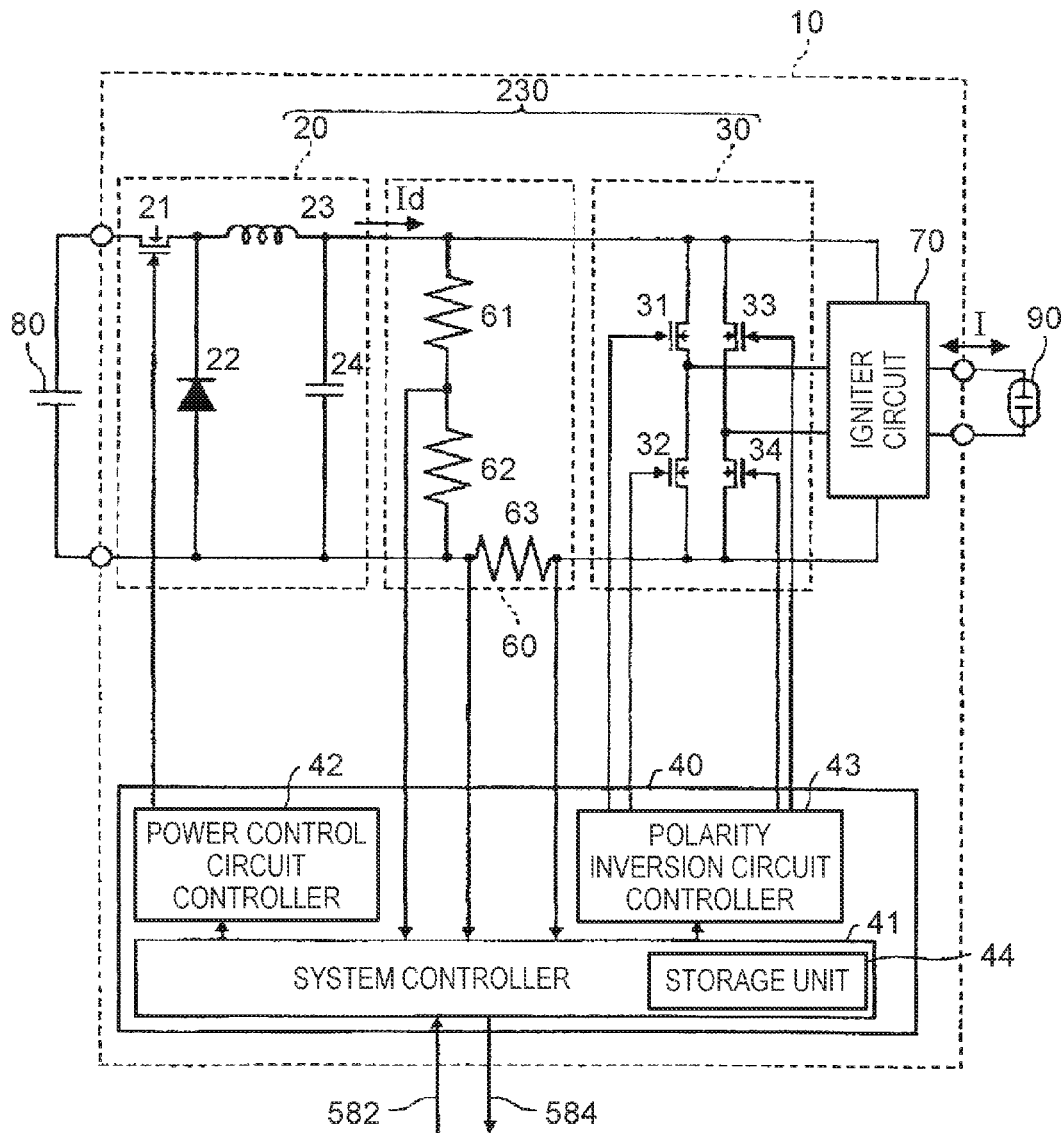 10
230
20
30
21
23
Id
70
61
31
33
80
I
90
22
24
IGNITER
CIRCUIT
62
32
34
63
60
42
40
43
POWER CONTROL
CIRCUIT
CONTROLLER
POLARITY
INVERSION CIRCUIT
CONTROLLER
41
SYSTEM CONTROLLER
STORAGE UNIT
44
582
584